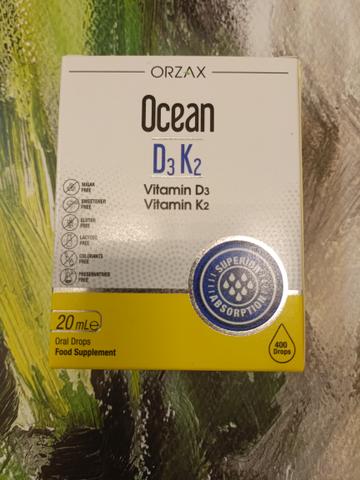 ORZAX
Ocean
D3 K2
Vitamin D3
Vitamin K2
SUGAR
FREE
SWEETENER
FREE
GLUTEN
FREE
LACTOSE
FREE
COLORANTS
FREE
PRESERVATIVES
FREE
SUPERIOR
ABSORPTION
20 mLe
Oral Drops
Food Supplement
400
Drops